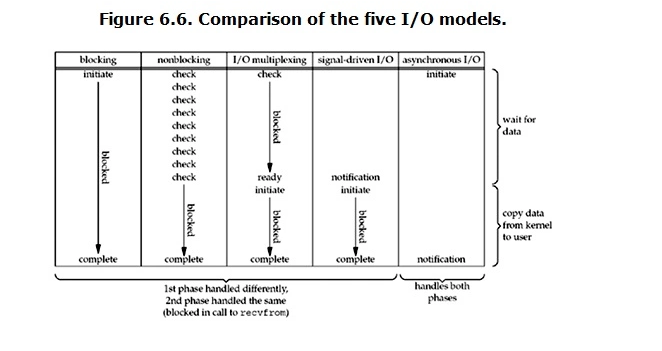 Figure 6.6. Comparison of the five I/O models.
blocking nonblocking I/O multiplexing signal-driven I/O asynchronous I/O
initiate check check initiate
check
check
check
check
check
check
check
check ready notification
initiate initiate
blocked
blocked
blocked
blocked
blocked
complete complete complete complete notification
wait for
data
copy data
from kernel
to user
1st phase handled differently,
2nd phase handled the same
(blocked in call to recvfrom)
handles both
phases